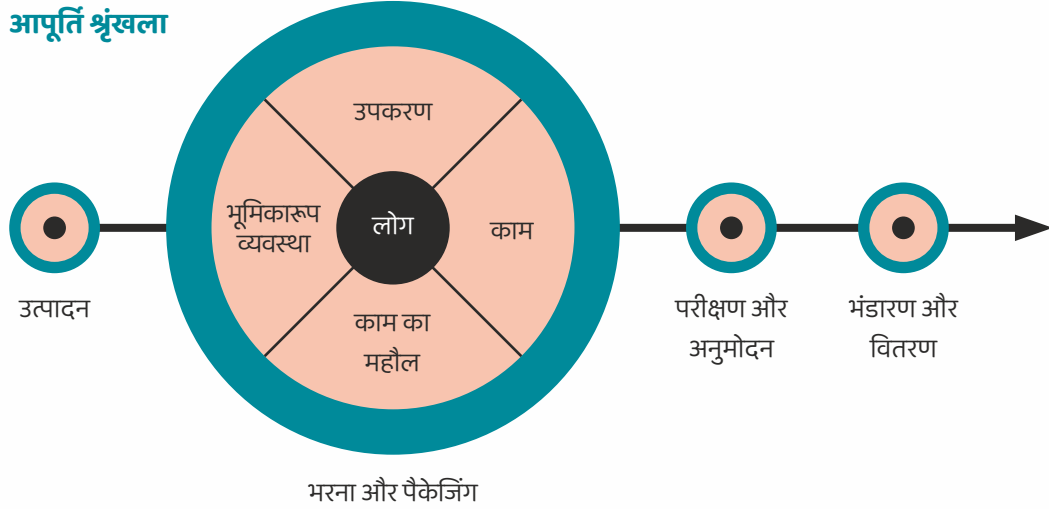 आपूर्ति श्रृंखला
उपकरण
भूमिकारूप
व्यवस्था
लोग
काम
काम का
महौल
उत्पादन
परीक्षण और
अनुमोदन
भंडारण और
वितरण
भरना और पैकेजिंग